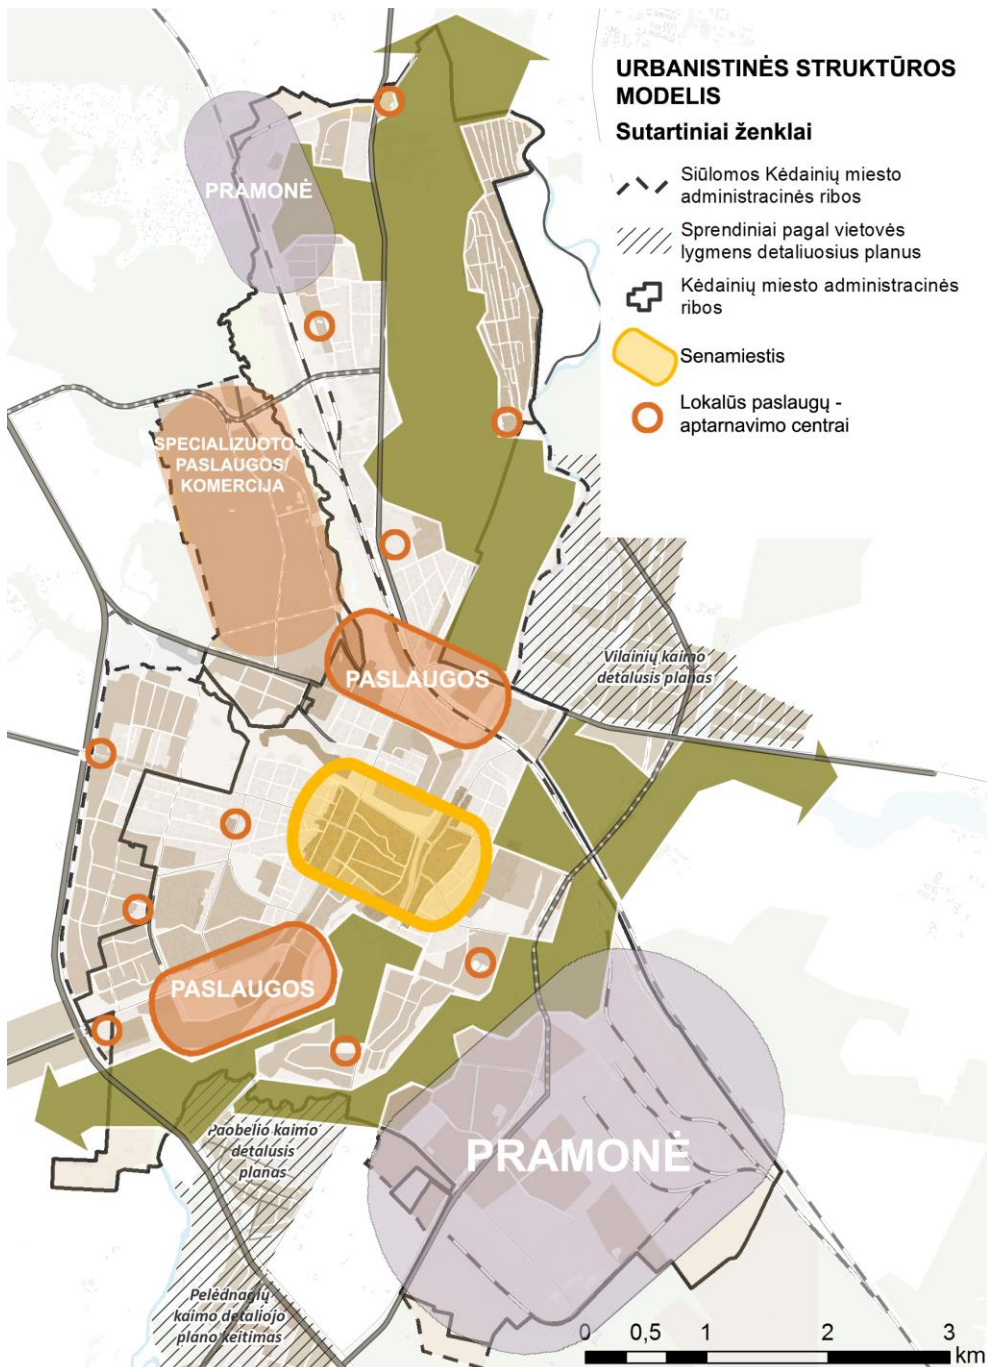 URBANISTINĖS STRUKTŪROS
MODELIS
Sutartiniai ženklai
Siūlomos Kėdainių miesto
administracinės ribos
Sprendiniai pagal vietovės
lygmens detaliuosius planus
Kėdainių miesto administracinės
ribos
Senamiestis
Lokalūs paslaugų -
aptarnavimo centrai
PRAMONĖ
SPECIALIZUOTOS
PASLAUGOS/
KOMERCIJA
PASLAUGOS
Vilainių kaimo
detalusis planas
PASLAUGOS
Paobelio kaimo
detalusis
planas
PRAMONĖ
Pelėdnagių
kaimo detaliojo
plano keitimas
0 0,5 1 2 3
km